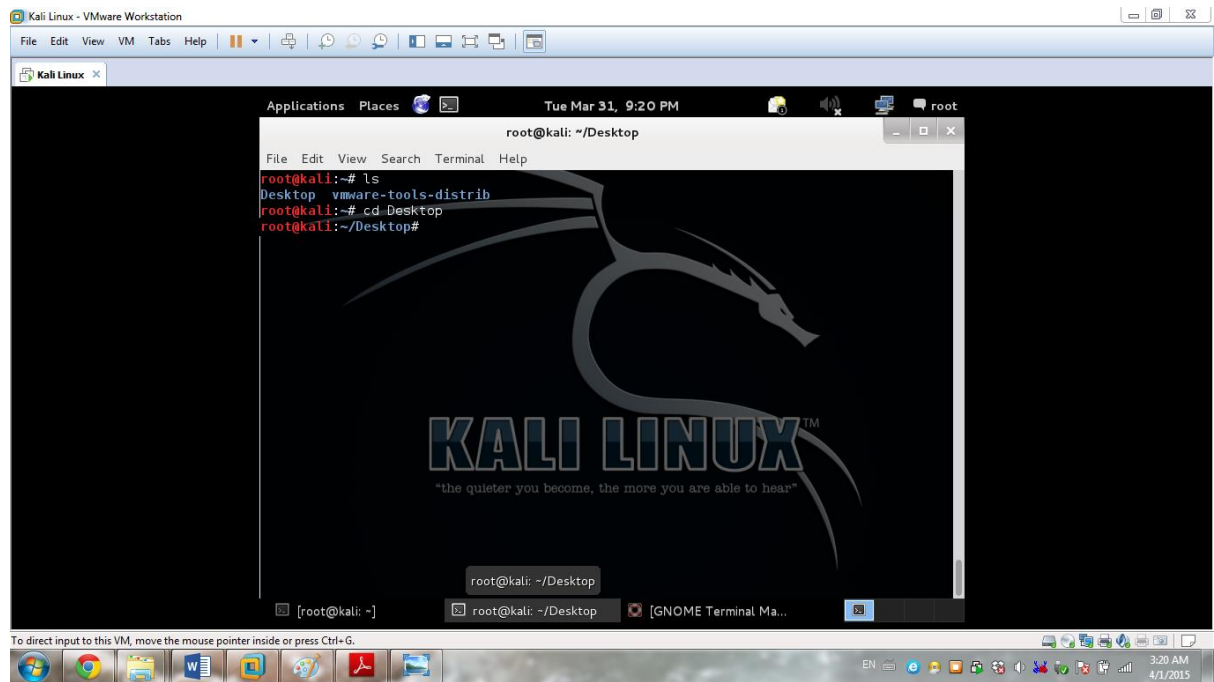 Kali Linux - VMware Workstation
File Edit View VM Tabs Help
Kali Linux
Applications Places Tue Mar 31, 9:20 PM root
root@kali: ~/Desktop
File Edit View Search Terminal Help
root@kali:~# ls
Desktop vmware-tools-distrib
root@kali:~# cd Desktop
root@kali:~/Desktop#
KALI LINUX™
"the quieter you become, the more you are able to hear"
root@kali: ~/Desktop
[root@kali: ~] root@kali: ~/Desktop [GNOME Terminal Ma...
To direct input to this VM, move the mouse pointer inside or press Ctrl+G.
EN 3:20 AM
4/1/2015